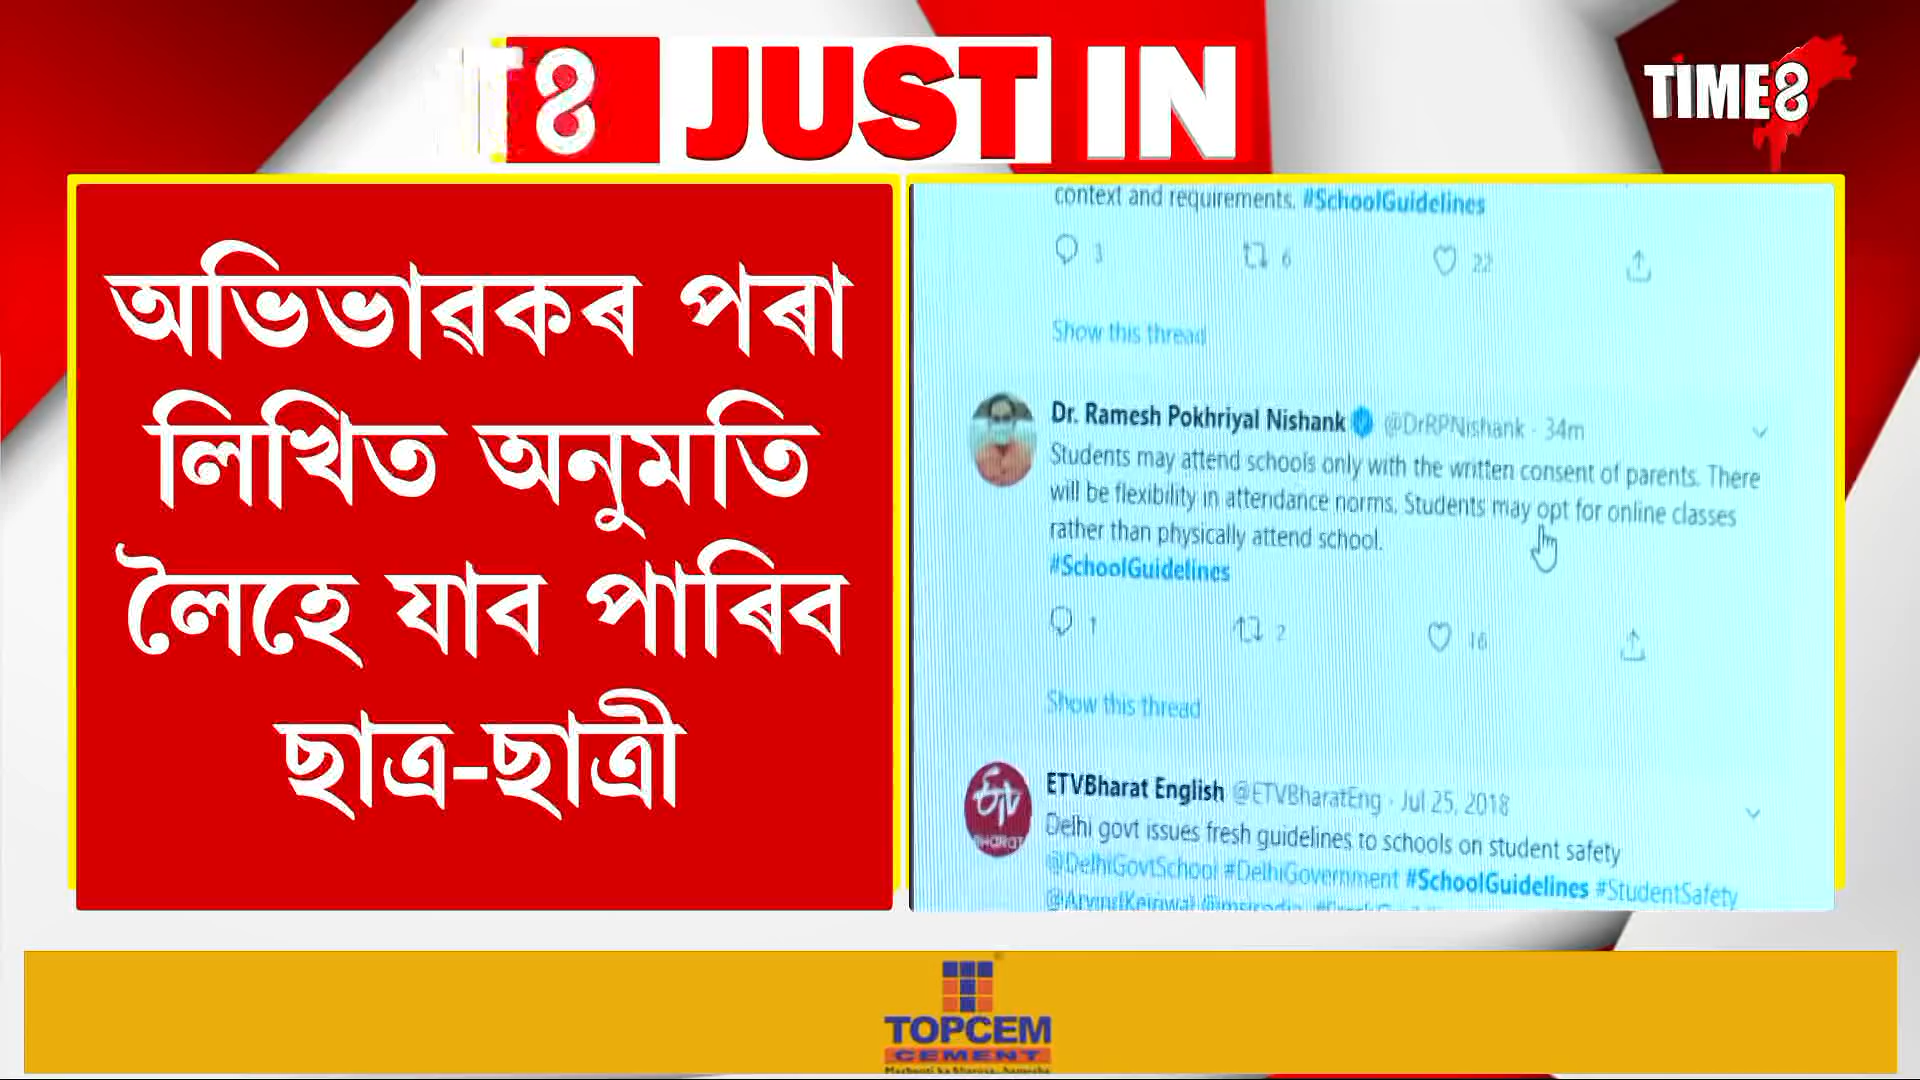 T8 JUST IN
TIME8
অভিভাৱকৰ পৰা
লিখিত অনুমতি
লৈহে যাব পাৰিব
ছাত্ৰ-ছাত্ৰী
context and requirements. #SchoolGuidelines
3 6 22
Show this thread
Dr. Ramesh Pokhriyal Nishank @DrRPNishank · 34m
Students may attend schools only with the written consent of parents. There
will be flexibility in attendance norms. Students may opt for online classes
rather than physically attend school.
#SchoolGuidelines
1 2 16
Show this thread
ETV BHARAT
ETVBharat English @ETVBharatEng · Jul 25, 2018
Delhi govt issues fresh guidelines to schools on student safety
@DelhiGovtSchool #DelhiGovernment #SchoolGuidelines #StudentSafety
@ArvindKejriwal
TOPCEM
CEMENT